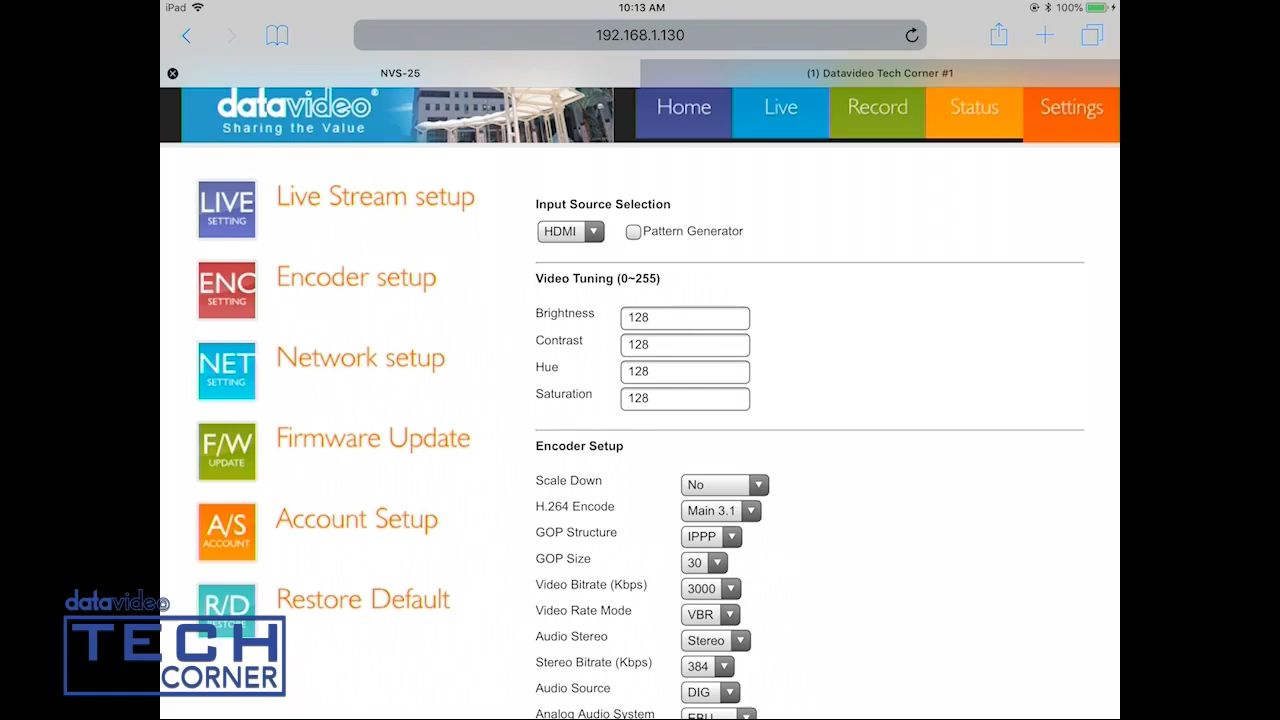 iPad 10:13 AM 100%
192.168.1.130
NVS-25 (1) Datavideo Tech Corner #1
datavideo®
Sharing the Value
Home Live Record Status Settings
LIVE SETTING Live Stream setup
ENC SETTING Encoder setup
NET SETTING Network setup
F/W UPDATE Firmware Update
A/S ACCOUNT Account Setup
R/D RESTORE Restore Default
Input Source Selection
HDMI Pattern Generator
Video Tuning (0~255)
Brightness 128
Contrast 128
Hue 128
Saturation 128
Encoder Setup
Scale Down No
H.264 Encode Main 3.1
GOP Structure IPPP
GOP Size 30
Video Bitrate (Kbps) 3000
Video Rate Mode VBR
Audio Stereo Stereo
Stereo Bitrate (Kbps) 384
Audio Source DIG
Analog Audio System EBU
datavideo
TECH
CORNER